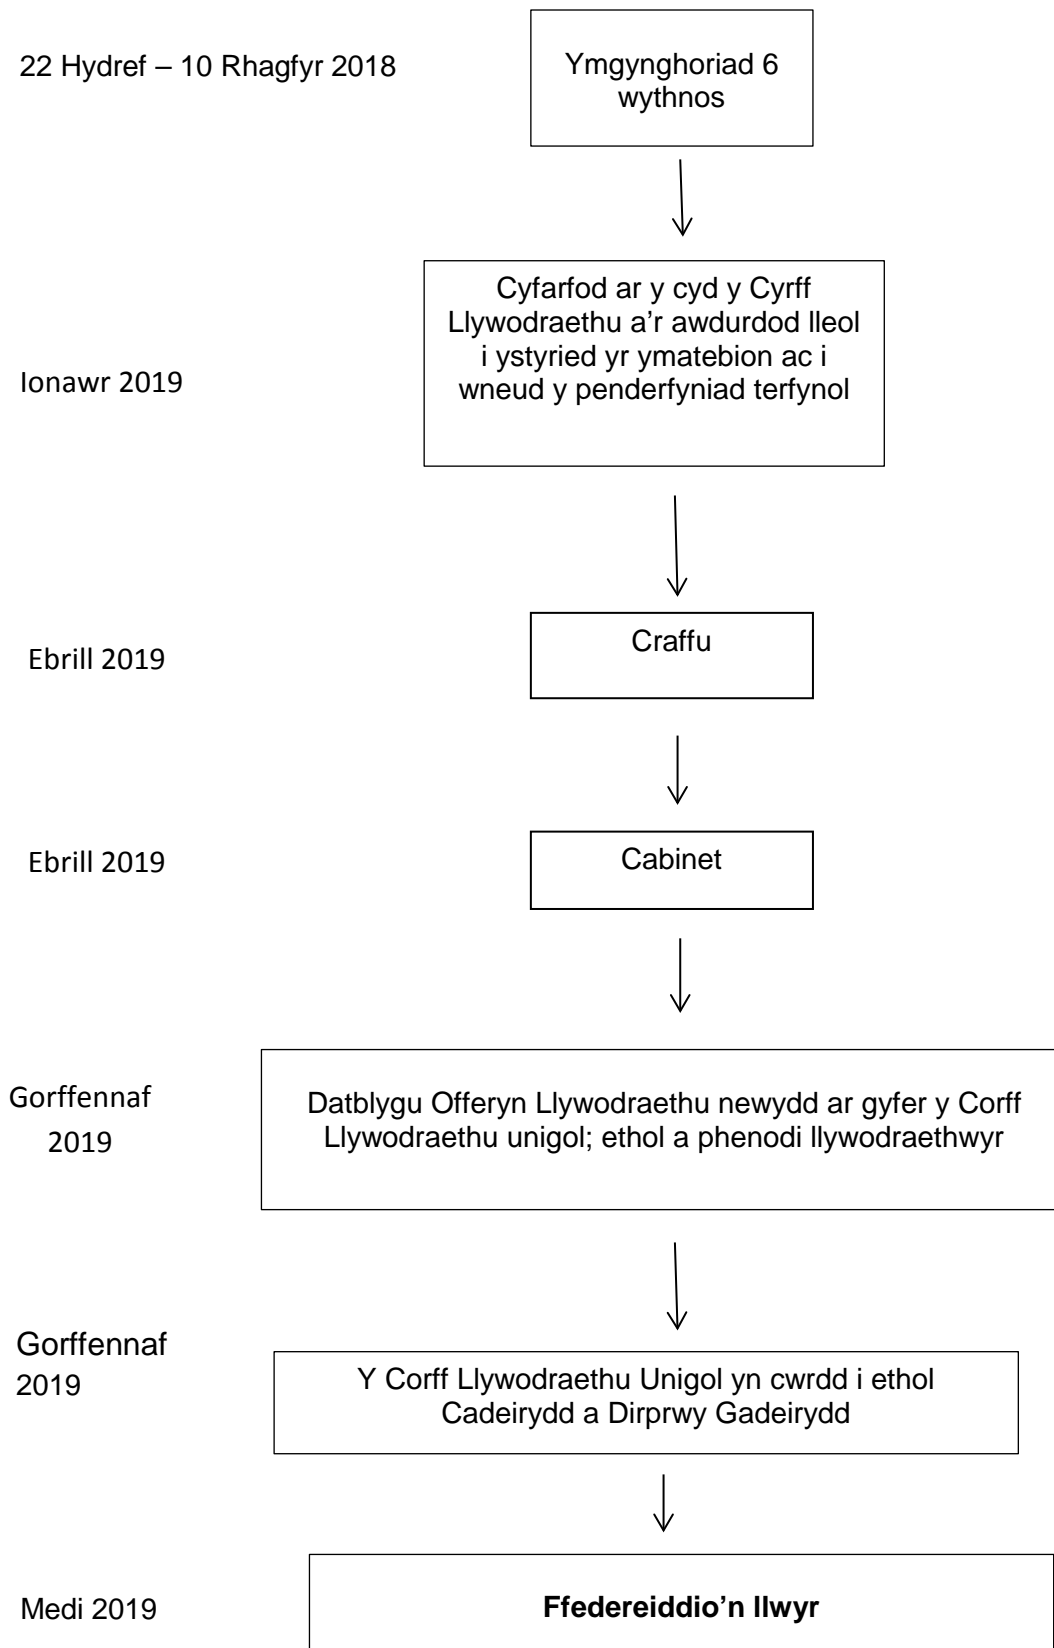 22 Hydref – 10 Rhagfyr 2018
Ymgynghoriad 6
wythnos
Cyfarfod ar y cyd y Cyrff
Llywodraethu a'r awdurdod lleol
i ystyried yr ymatebion ac i
wneud y penderfyniad terfynol
Ionawr 2019
Ebrill 2019
Craffu
Ebrill 2019
Cabinet
Gorffennaf
2019
Datblygu Offeryn Llywodraethu newydd ar gyfer y Corff
Llywodraethu unigol; ethol a phenodi llywodraethwyr
Gorffennaf
2019
Y Corff Llywodraethu Unigol yn cwrdd i ethol
Cadeirydd a Dirprwy Gadeirydd
Medi 2019
Ffedereiddio'n llwyr